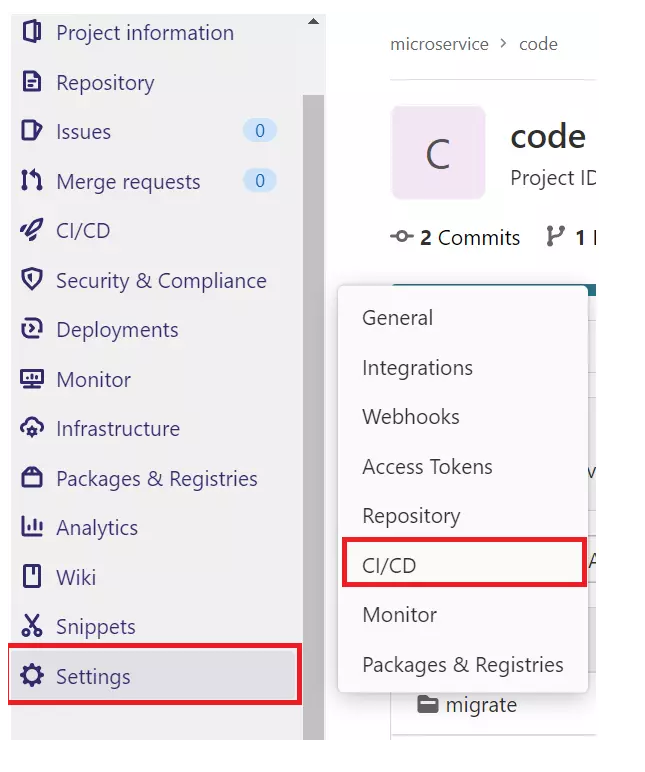 Project information
Repository
Issues 0
Merge requests 0
CI/CD
Security & Compliance
Deployments
Monitor
Infrastructure
Packages & Registries
Analytics
Wiki
Snippets
Settings
microservice > code
C
code
Project ID
2 Commits 1
General
Integrations
Webhooks
Access Tokens
Repository
CI/CD
Monitor
Packages & Registries
migrate